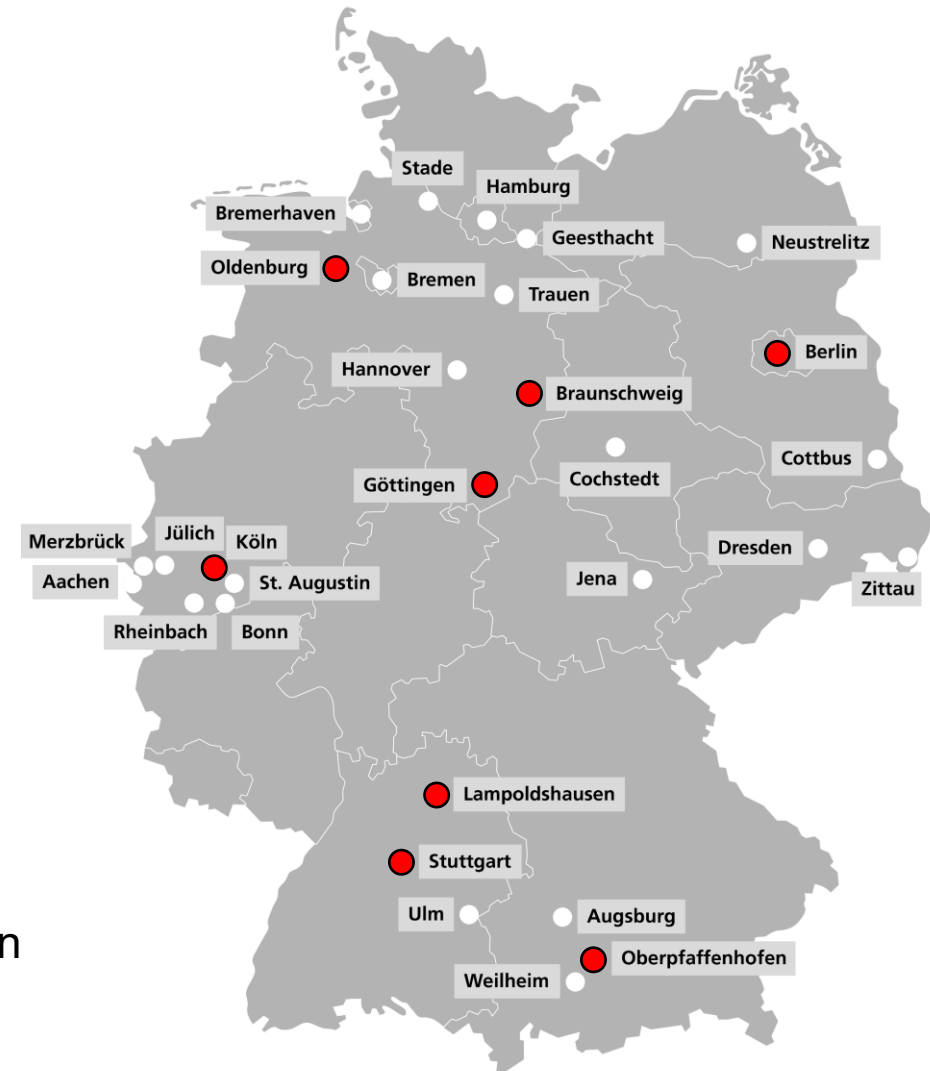 Stade
Hamburg
Bremerhaven
Geesthacht
Neustrelitz
Oldenburg
Bremen
Trauen
Berlin
Hannover
Braunschweig
Cottbus
Cochstedt
Göttingen
Jülich
Köln
Merzbrück
Dresden
Aachen
St. Augustin
Jena
Zittau
Rheinbach
Bonn
Lampoldshausen
Stuttgart
Ulm
Augsburg
n
Oberpfaffenhofen
Weilheim